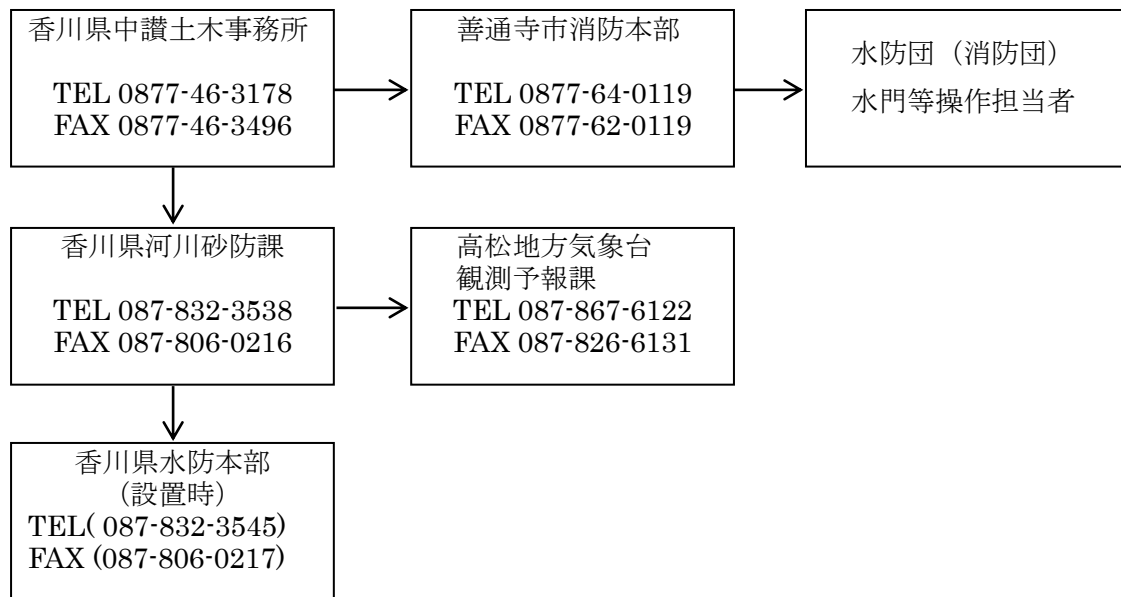 香川県中讃土木事務所
TEL 0877-46-3178
FAX 0877-46-3496
善通寺市消防本部
TEL 0877-64-0119
FAX 0877-62-0119
水防団（消防団）
水門等操作担当者
香川県河川砂防課
TEL 087-832-3538
FAX 087-806-0216
高松地方気象台
観測予報課
TEL 087-867-6122
FAX 087-826-6131
香川県水防本部
（設置時）
TEL( 087-832-3545)
FAX (087-806-0217)